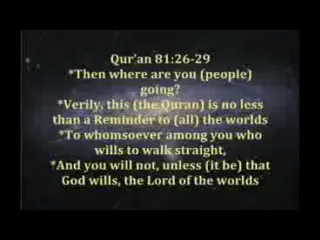 Qur'an 81:26-29
*Then where are you (people)
going?
*Verily, this (the Quran) is no less
than a Reminder to (all) the worlds
*To whomsoever among you who
wills to walk straight,
*And you will not, unless (it be) that
God wills, the Lord of the worlds